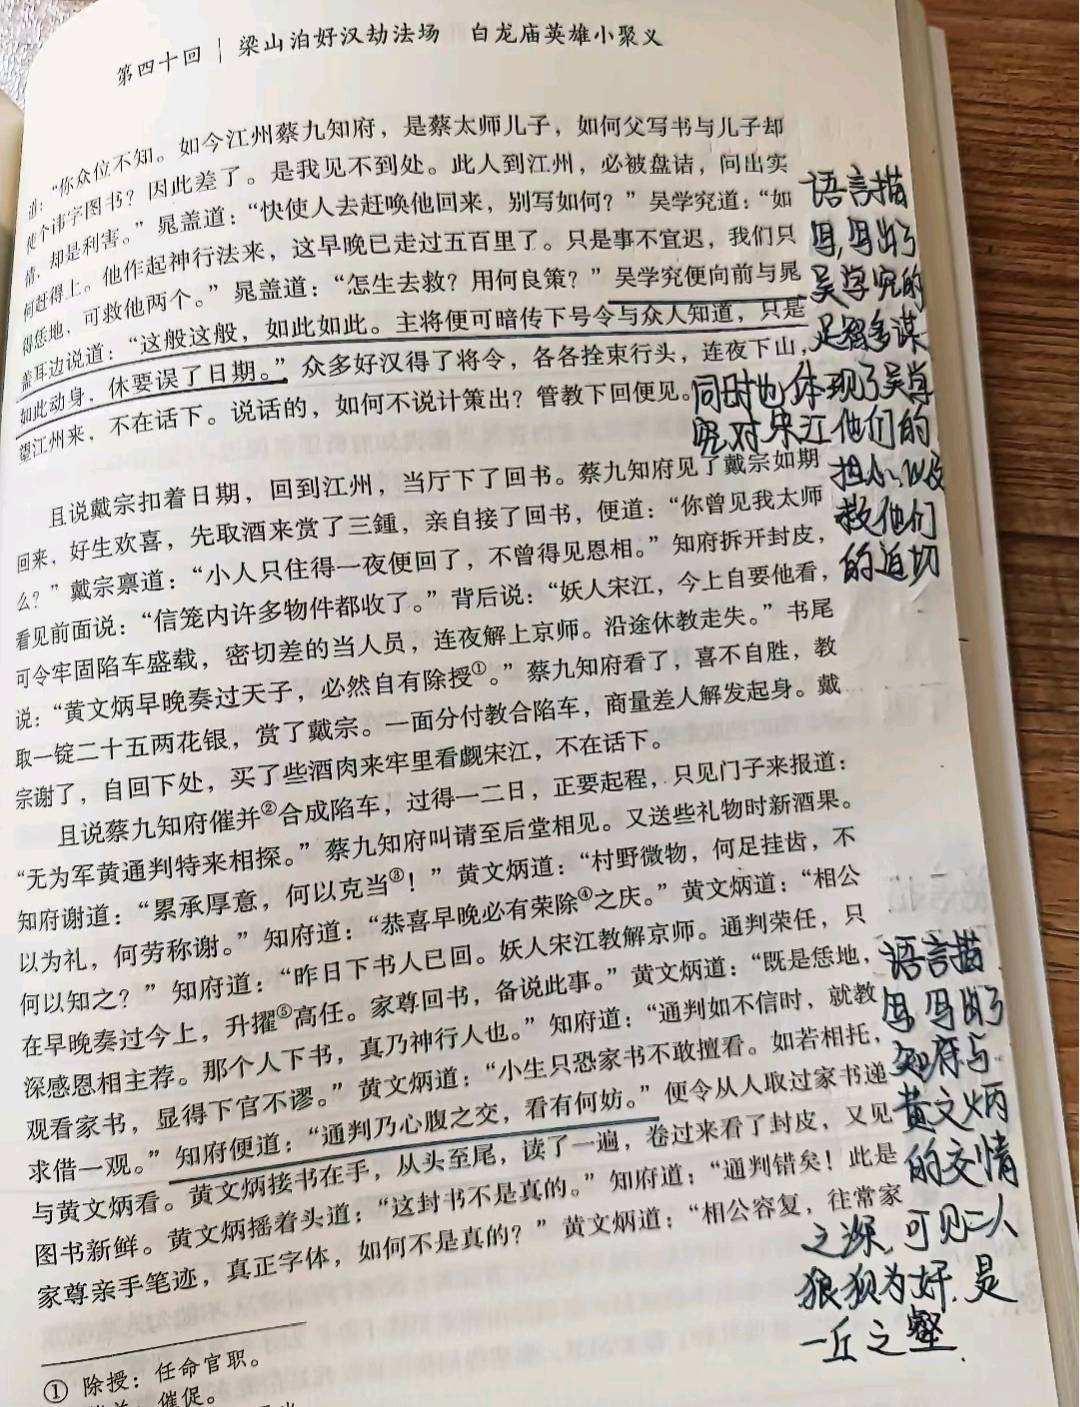 第四十回 | 梁山泊好汉劫法场 白龙庙英雄小聚义
道：“你众位不知。如今江州蔡九知府，是蔡太师儿子，如何父写书与儿子却
使个讳字图书？因此差了。是我见不到处。此人到江州，必被盘诘，问出实
情，却是利害。”晁盖道：“快使人去赶唤他回来，别写如何？”吴学究道：“如
何赶得上。他作起神行法来，这早晚已走过五百里了。只是事不宜迟，我们只
得恁地，可救他两个。”晁盖道：“怎生去救？用何良策？”吴学究便向前与晁
盖耳边说道：“这般这般，如此如此。主将便可暗传下号令与众人知道，只是
如此动身，休要误了日期。”众多好汉得了将令，各各拴束行头，连夜下山，
望江州来，不在话下。说话的，如何不说计策出？管教下回便见。
语言描
写，写出了
吴学究的
足智多谋
同时也体现了吴学
究对宋江他们的
担心以及
救他们
的迫切
且说戴宗扣着日期，回到江州，当厅下了回书。蔡九知府见了戴宗如期
回来，好生欢喜，先取酒来赏了三鍾，亲自接了回书，便道：“你曾见我太师
么？”戴宗禀道：“小人只住得一夜便回了，不曾得见恩相。”知府拆开封皮，
看见前面说：“信笼内许多物件都收了。”背后说：“妖人宋江，今上自要他看，
可令牢固陷车盛载，密切差的当人员，连夜解上京师。沿途休教走失。”书尾
说：“黄文炳早晚奏过天子，必然自有除授①。”蔡九知府看了，喜不自胜，教
取一锭二十五两花银，赏了戴宗。一面分付教合陷车，商量差人解发起身。戴
宗谢了，自回下处，买了些酒肉来牢里看觑宋江，不在话下。
且说蔡九知府催并②合成陷车，过得一二日，正要起程，只见门子来报道：
“无为军黄通判特来相探。”蔡九知府叫请至后堂相见。又送些礼物时新酒果。
知府谢道：“累承厚意，何以克当③！”黄文炳道：“村野微物，何足挂齿，不
以为礼，何劳称谢。”知府道：“恭喜早晚必有荣除④之庆。”黄文炳道：“相公
何以知之？”知府道：“昨日下书人已回。妖人宋江教解京师。通判荣任，只
在早晚奏过今上，升擢⑤高任。家尊回书，备说此事。”黄文炳道：“既是恁地，
深感恩相主荐。那个人下书，真乃神行人也。”知府道：“通判如不信时，就教
观看家书，显得下官不谬。”黄文炳道：“小生只恐家书不敢擅看。如若相托，
求借一观。”知府便道：“通判乃心腹之交，看有何妨。”便令从人取过家书递
与黄文炳看。黄文炳接书在手，从头至尾，读了一遍，卷过来看了封皮，又见
图书新鲜。黄文炳摇着头道：“这封书不是真的。”知府道：“通判错矣！此是
家尊亲手笔迹，真正字体，如何不是真的？”黄文炳道：“相公容复，往常家
语言描
写写出了
知府与
黄文炳
的交情
之深，可见二人
狼狈为奸，是
一丘之壑.
① 除授：任命官职。
催促。